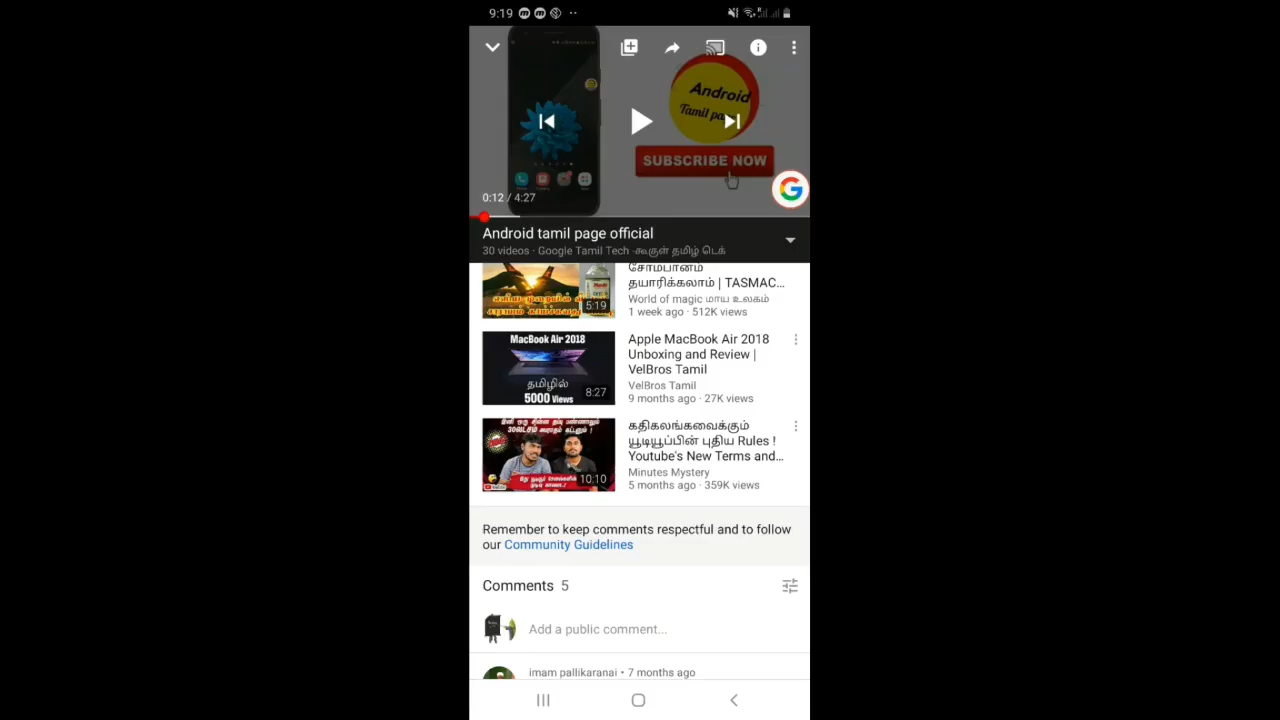 9:19
Android
Tamil pa
SUBSCRIBE NOW
0:12 / 4:27
Android tamil page official
30 videos · Google Tamil Tech -கூகுள் தமிழ் டெக்
சோமபானம்
தயாரிக்கலாம் | TASMAC...
World of magic மாய உலகம்
1 week ago · 512K views
5:19
MacBook Air 2018
தமிழில்
5000 Views
8:27
Apple MacBook Air 2018
Unboxing and Review |
VelBros Tamil
VelBros Tamil
9 months ago · 27K views
10:10
கதிகலங்கவைக்கும்
யூடியூப்பின் புதிய Rules !
Youtube's New Terms and...
Minutes Mystery
5 months ago · 359K views
Remember to keep comments respectful and to follow
our Community Guidelines
Comments 5
Add a public comment...
imam pallikaranai • 7 months ago